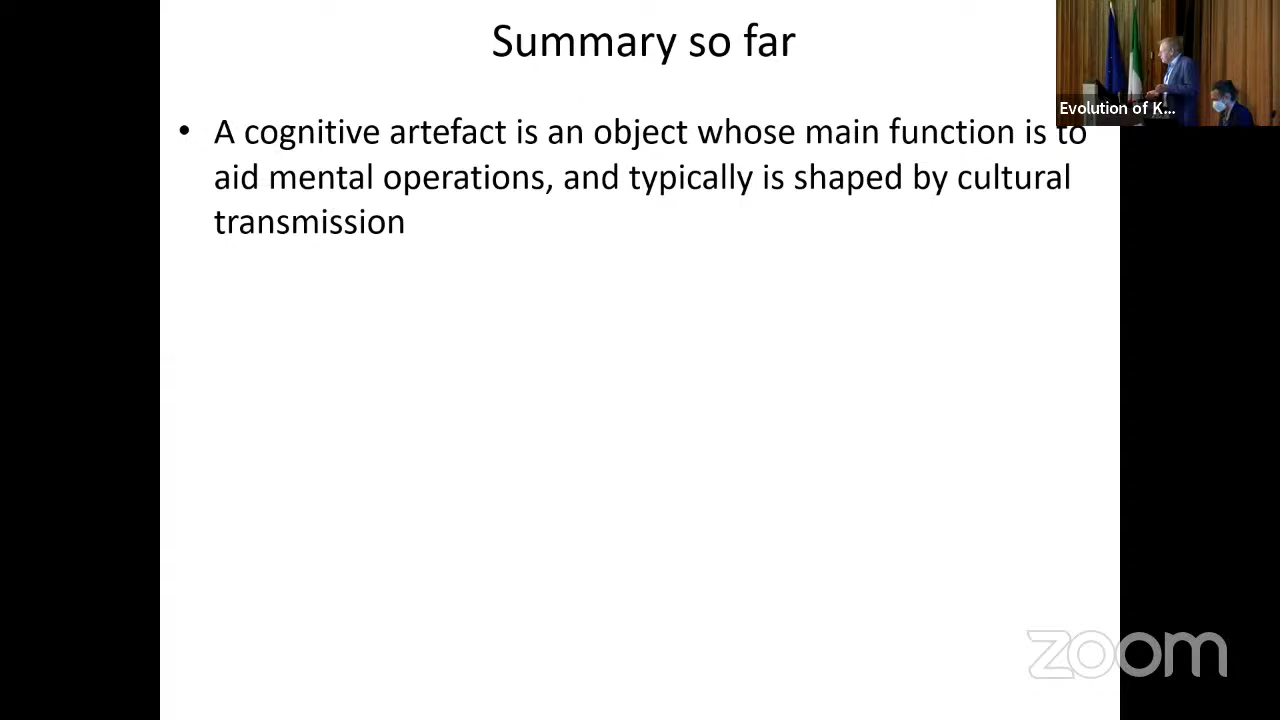 Summary so far
• A cognitive artefact is an object whose main function is to
aid mental operations, and typically is shaped by cultural
transmission
Evolution of K...
zoom